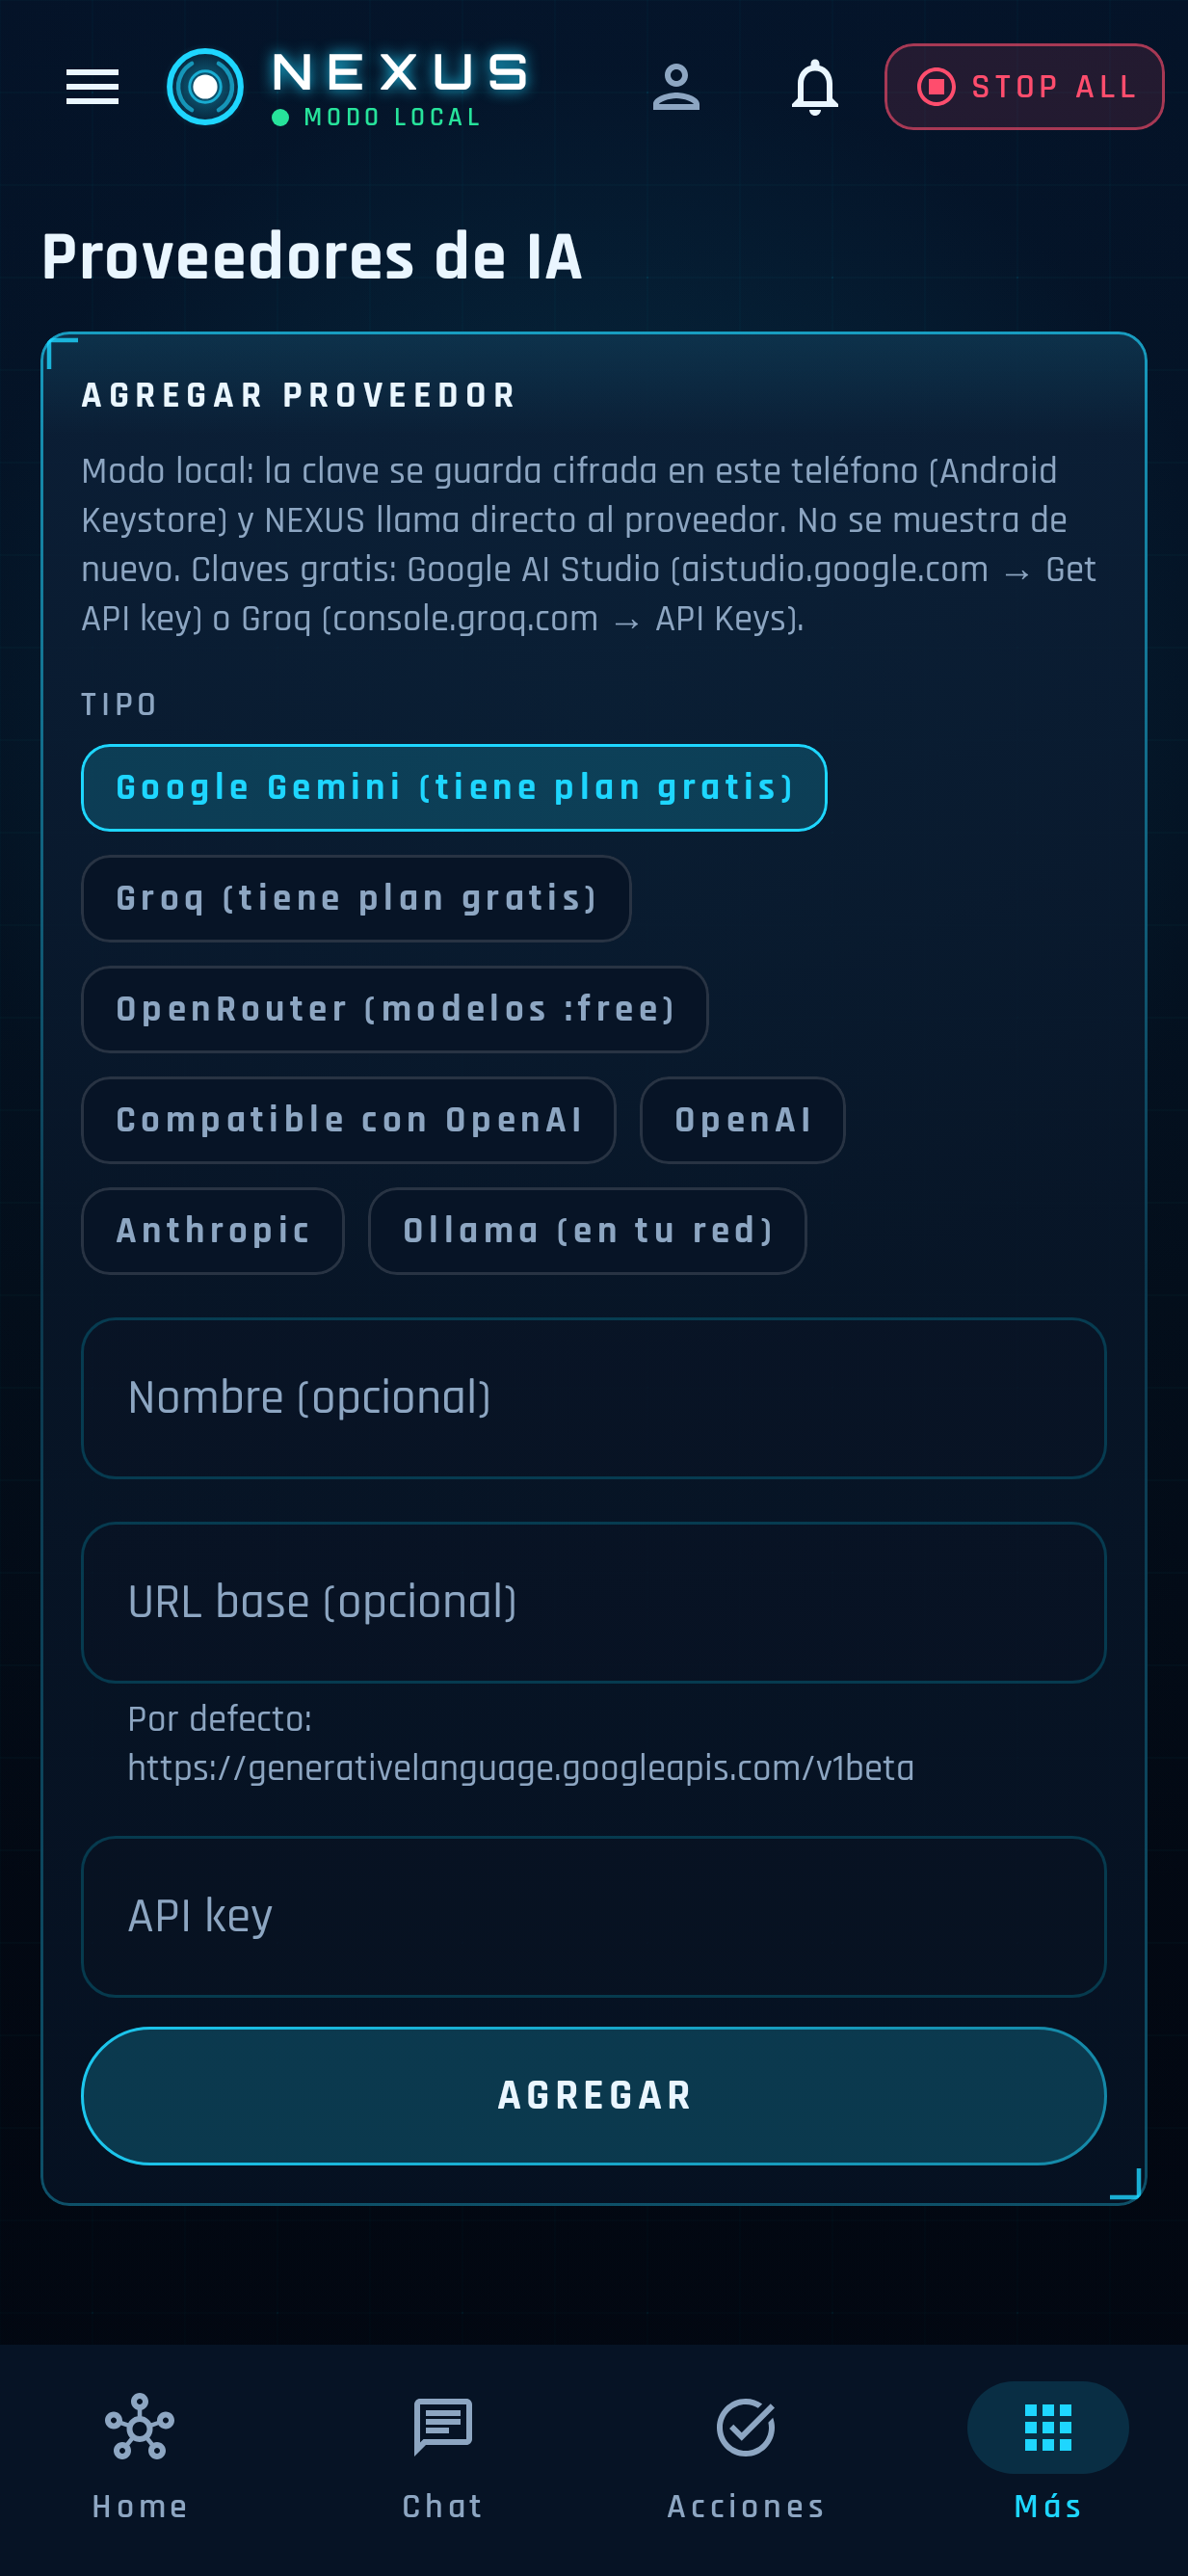 NEXUS
MODO LOCAL
STOP ALL
Proveedores de IA
AGREGAR PROVEEDOR
Modo local: la clave se guarda cifrada en este teléfono (Android
Keystore) y NEXUS llama directo al proveedor. No se muestra de
nuevo. Claves gratis: Google AI Studio (aistudio.google.com → Get
API key) o Groq (console.groq.com → API Keys).
TIPO
Google Gemini (tiene plan gratis)
Groq (tiene plan gratis)
OpenRouter (modelos :free)
Compatible con OpenAI
OpenAI
Anthropic
Ollama (en tu red)
Nombre (opcional)
URL base (opcional)
Por defecto:
https://generativelanguage.googleapis.com/v1beta
API key
AGREGAR
Home
Chat
Acciones
Más